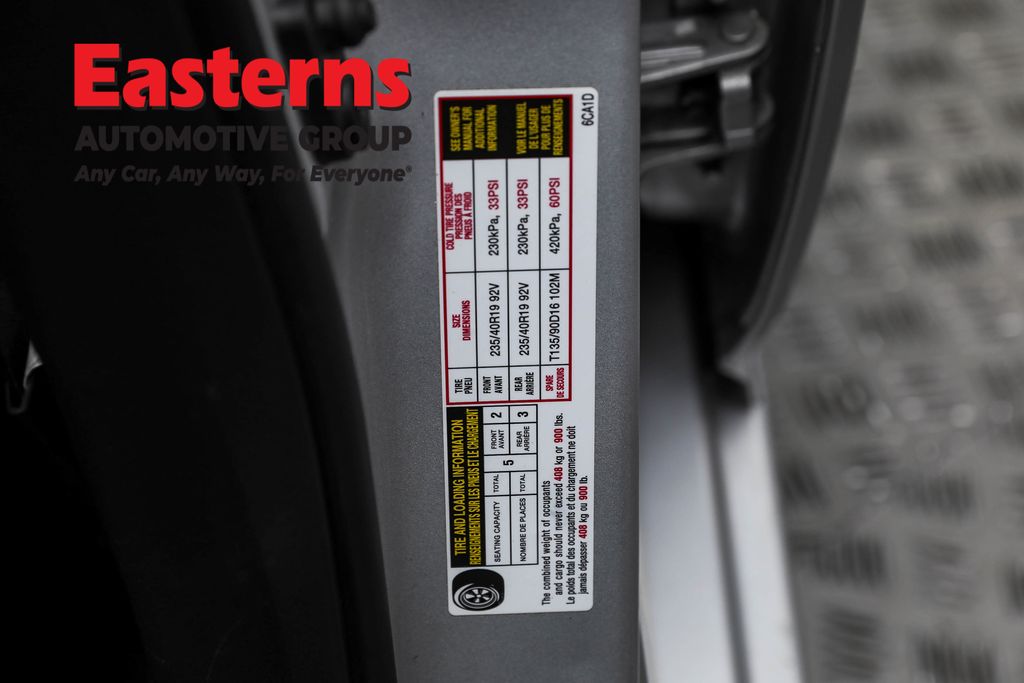 Easterns
AUTOMOTIVE GROUP
Any Car, Any Way, For Everyone®
TIRE AND LOADING INFORMATION
RENSEIGNEMENTS SUR LES PNEUS ET LE CHARGEMENT
SEATING CAPACITY TOTAL 5 FRONT AVANT 2
NOMBRE DE PLACES TOTAL REAR ARRIÈRE 3
The combined weight of occupants
and cargo should never exceed 408 kg or 900 lbs.
Le poids total des occupants et du chargement ne doit
jamais dépasser 408 kg ou 900 lb.
TIRE PNEU SIZE DIMENSIONS COLD TIRE PRESSURE PRESSION DES PNEUS À FROID
FRONT AVANT 235/40R19 92V 230kPa, 33PSI
REAR ARRIÈRE 235/40R19 92V 230kPa, 33PSI
SPARE DE SECOURS T135/90D16 102M 420kPa, 60PSI
SEE OWNER'S
MANUAL FOR
ADDITIONAL
INFORMATION
VOIR LE MANUEL
DE L'USAGER
POUR PLUS DE
RENSEIGNEMENTS
6CA1D